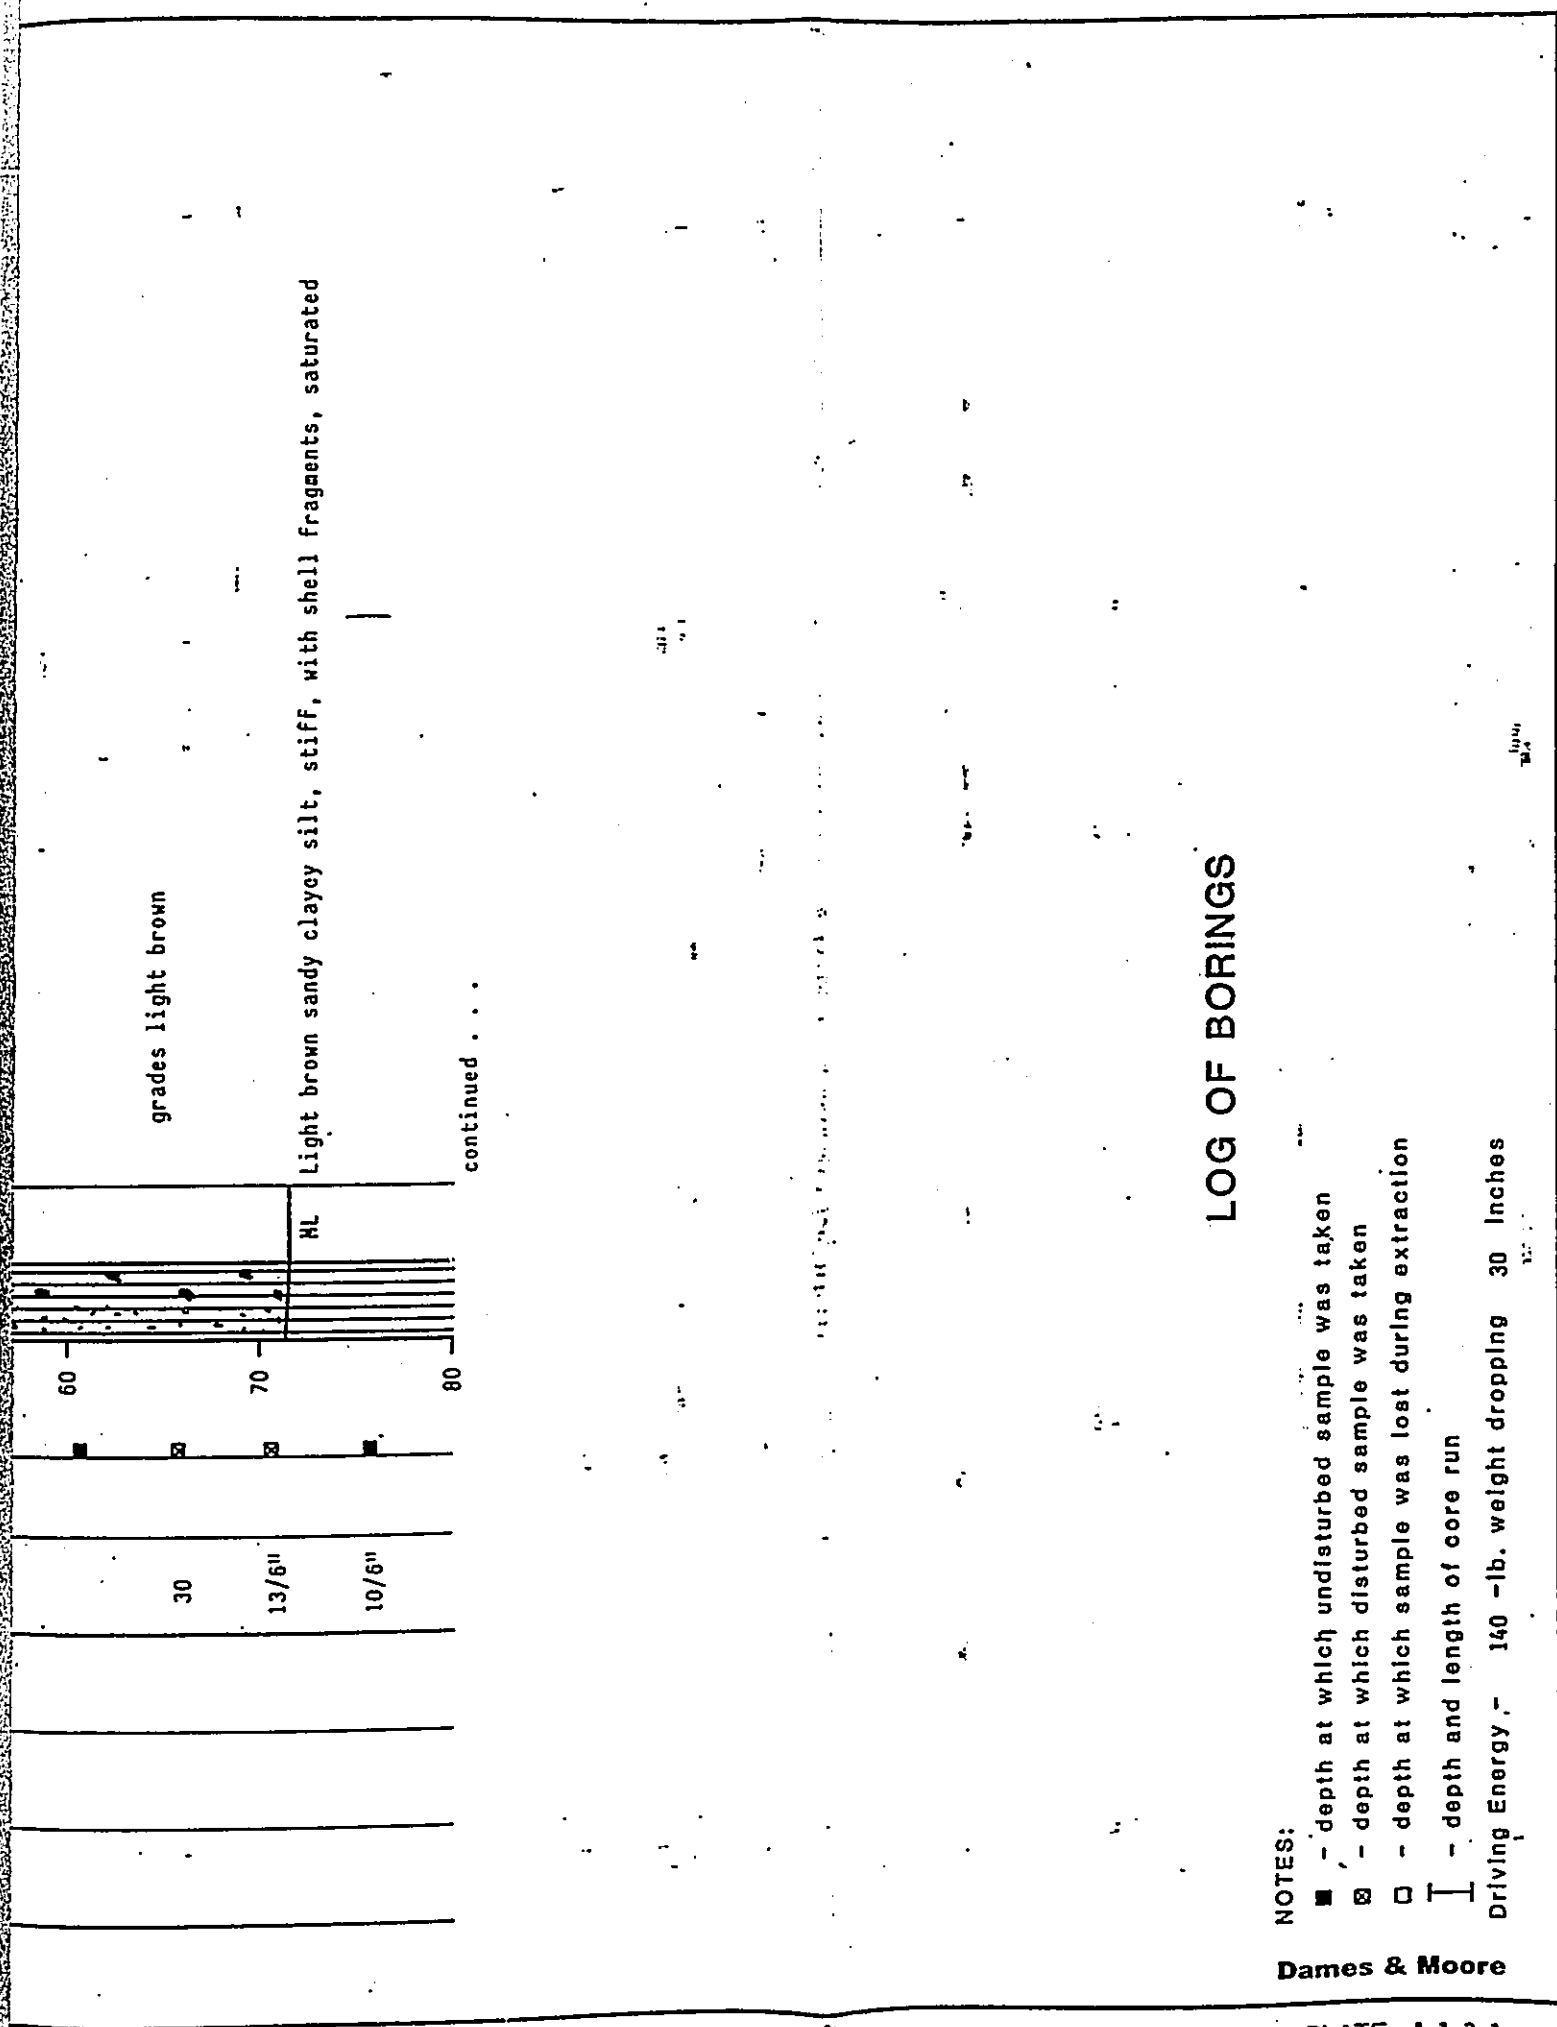 60
grades light brown
30
70
13/6"
ML Light brown sandy clayey silt, stiff, with shell fragments, saturated
10/6"
80
continued . . .
LOG OF BORINGS
NOTES:
■ - depth at which undisturbed sample was taken
☒ - depth at which disturbed sample was taken
□ - depth at which sample was lost during extraction
- depth and length of core run
Driving Energy - 140 -lb. weight dropping 30 Inches
Dames & Moore